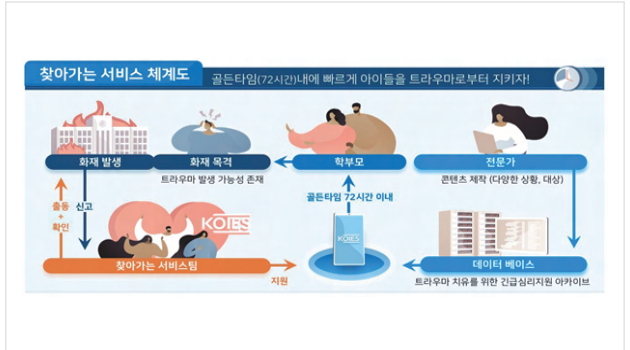 찾아가는 서비스 체계도
골든타임(72시간)내에 빠르게 아이들을 트라우마로부터 지키자!
화재 발생
화재 목격
학부모
전문가
트라우마 발생 가능성 존재
콘텐츠 제작 (다양한 상황, 대상)
골든타임 72시간 이내
출동
+
확인
신고
KOIES
KOIES
찾아가는 서비스팀
지원
데이터 베이스
트라우마 치유를 위한 긴급심리지원 아카이브